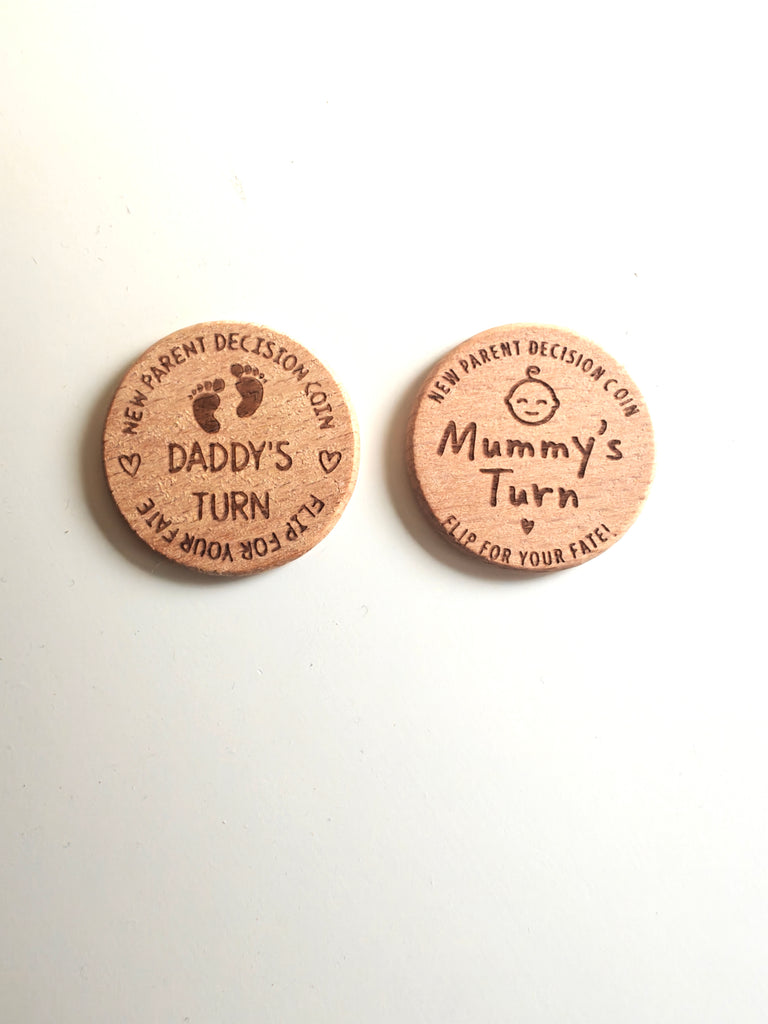 NEW PARENT DECISION COIN
DADDY'S
TURN
FLIP FOR YOUR FATE
NEW PARENT DECISION COIN
Mummy's
Turn
FLIP FOR YOUR FATE!